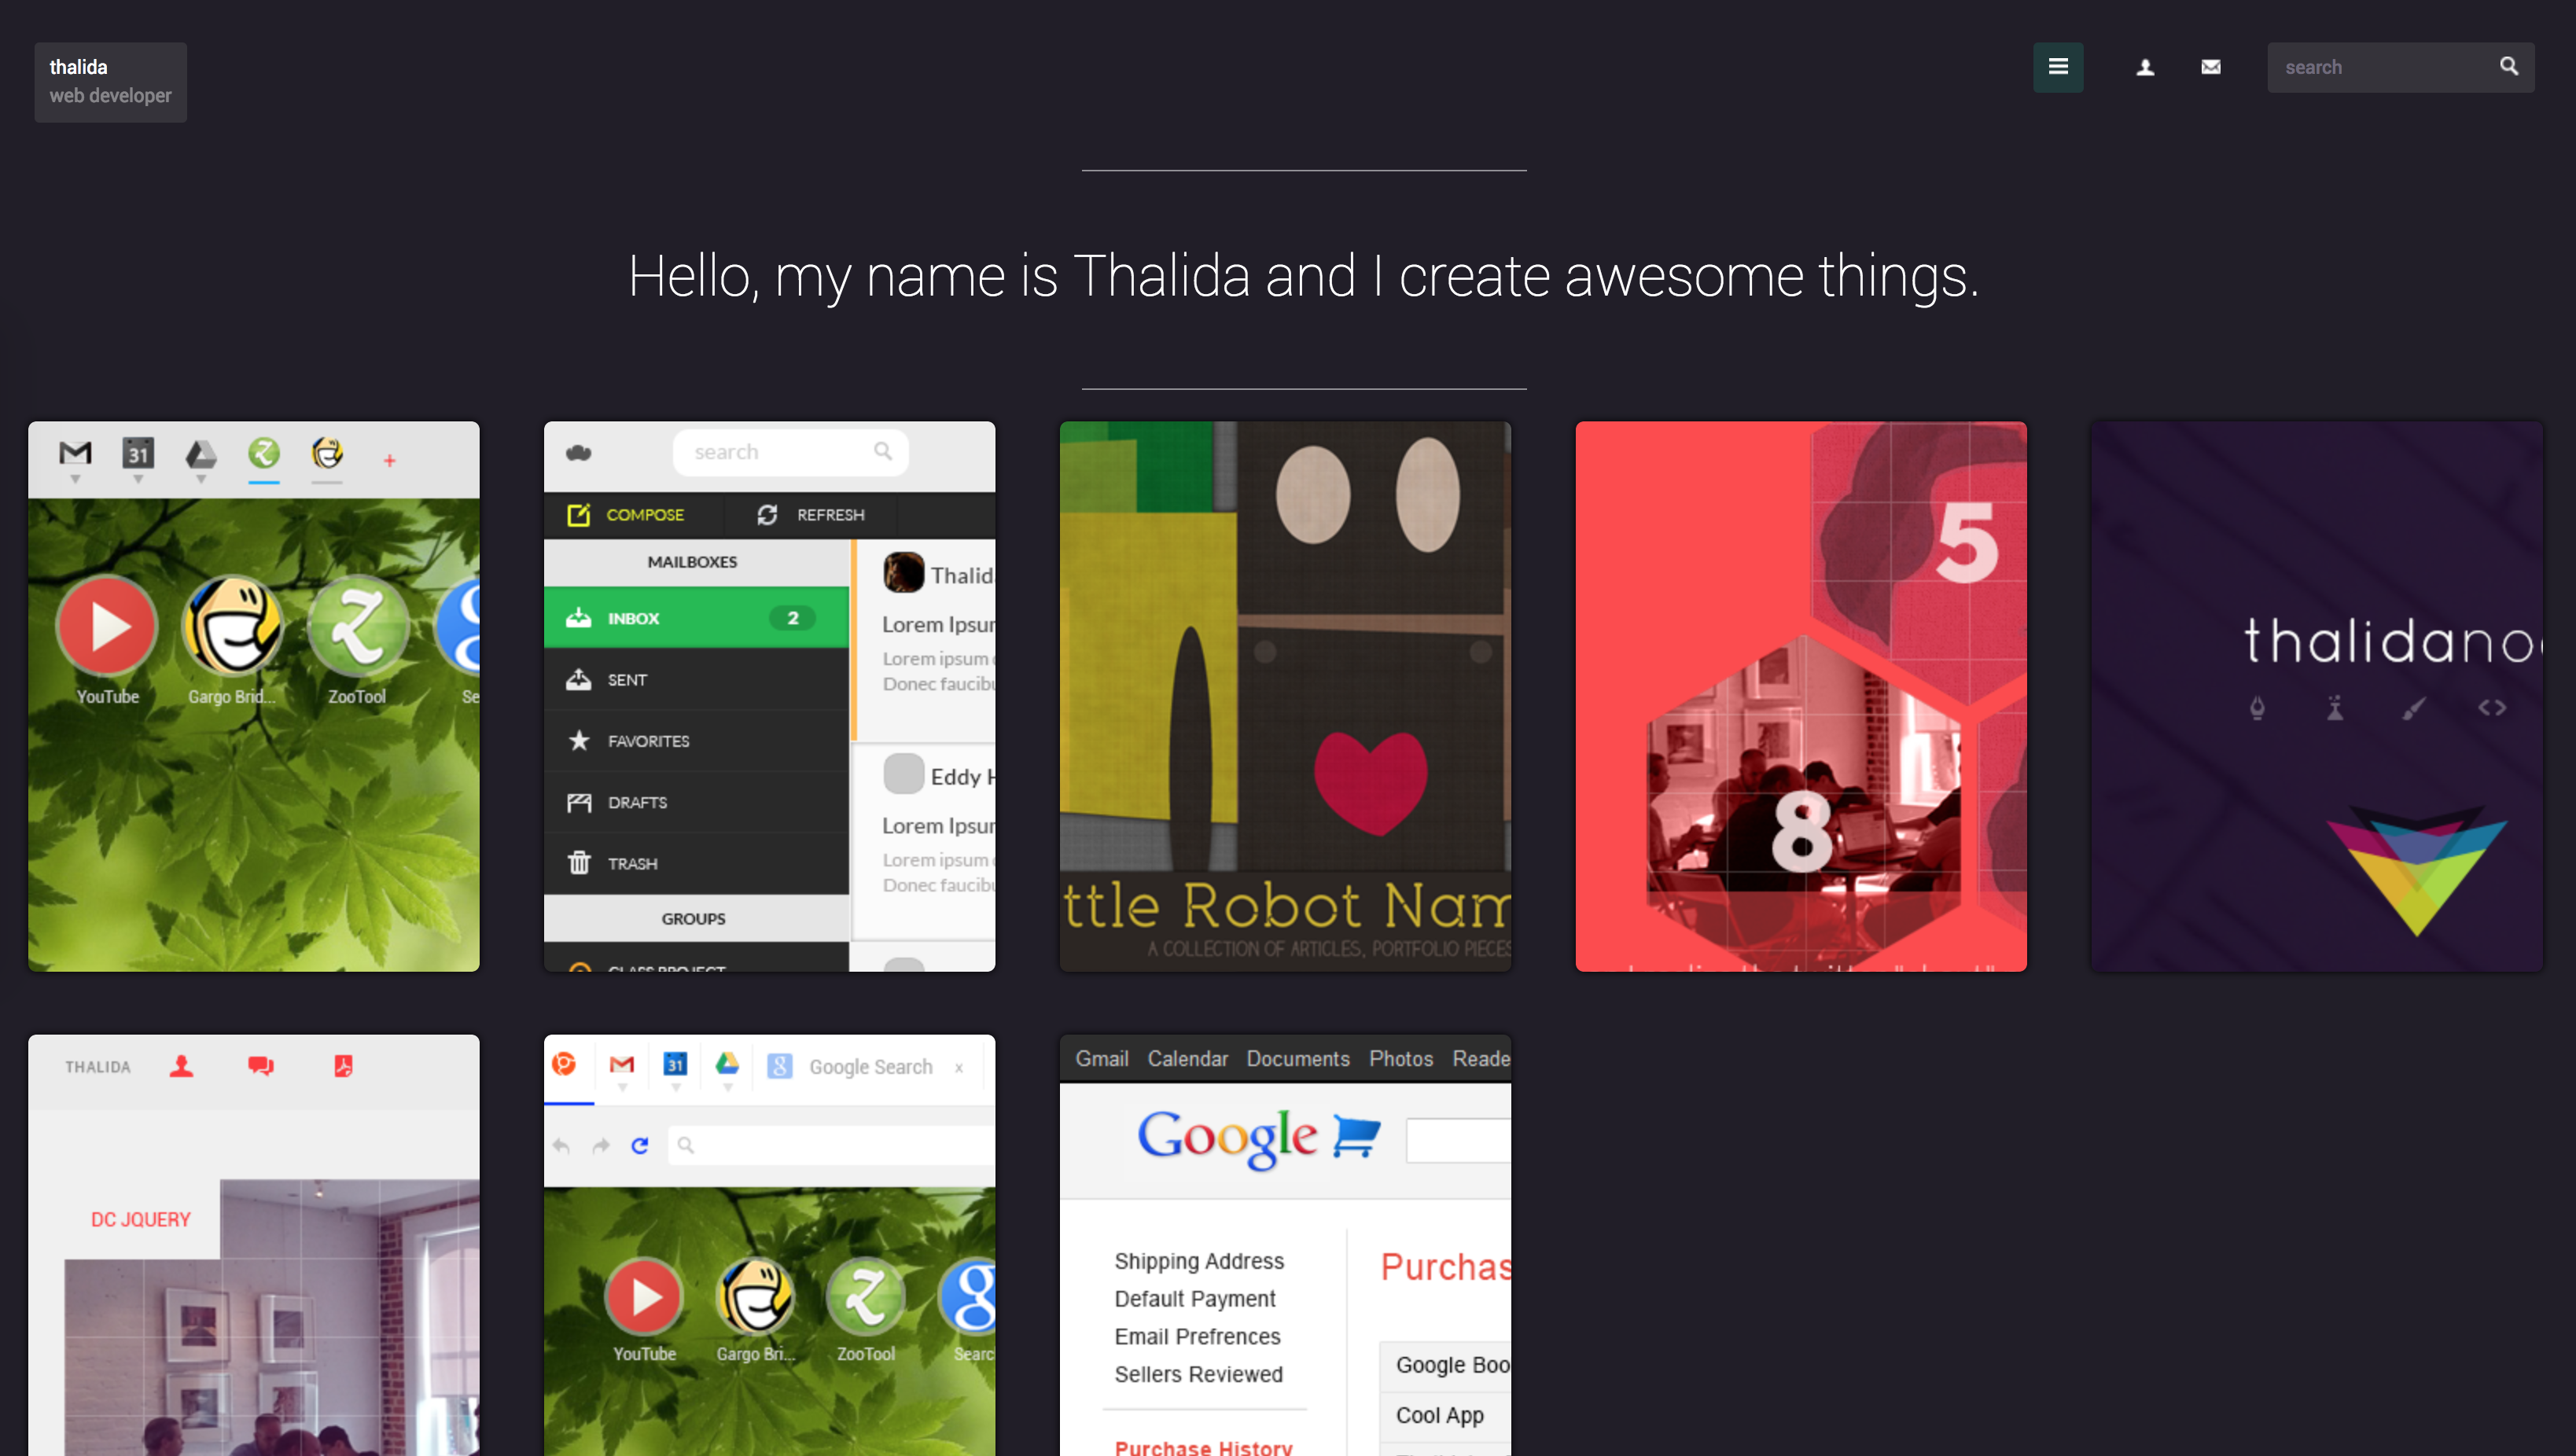 thalida
web developer
search
Hello, my name is Thalida and I create awesome things.
31
YouTube
Gargo Brid...
ZooTool
Se
search
COMPOSE
REFRESH
MAILBOXES
INBOX
2
SENT
FAVORITES
DRAFTS
TRASH
GROUPS
CLASS PROJECT
Thalid
Lorem Ipsur
Lorem ipsum
Donec faucibu
Eddy H
Lorem Ipsur
Lorem ipsum
Donec faucibu
ttle Robot Nam
A COLLECTION OF ARTICLES, PORTFOLIO PIECES
5
8
thalidano
THALIDA
DC JQUERY
31
g
Google Search
x
YouTube
Gargo Bri...
ZooTool
Searc
Gmail Calendar Documents Photos Reade
Google
Shipping Address
Default Payment
Email Prefrences
Sellers Reviewed
Purchase History
Purchas
Google Boo
Cool App